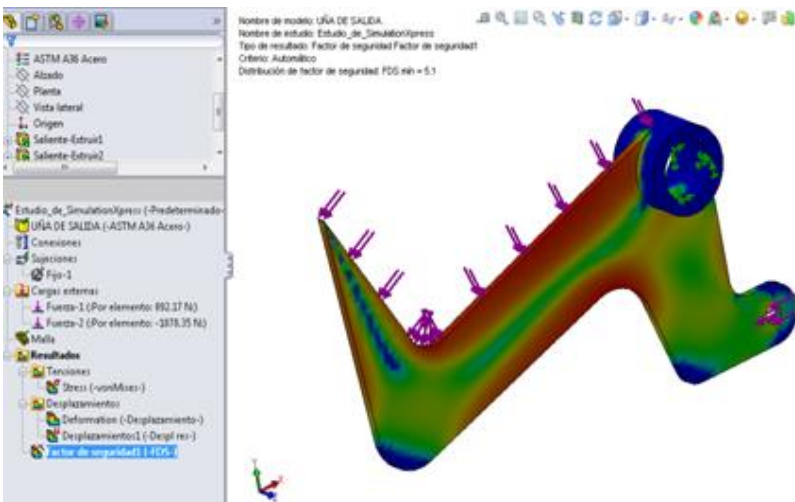 Nombre de modelo: UÑA DE SALIDA
Nombre de estudio: Estudio_de_SimulationXpress
Tipo de resultado: Factor de seguridad Factor de seguridad1
Criterio: Automático
Distribución de factor de seguridad: FDS mín = 5.1
ASTM A36 Acero
Alzado
Planta
Vista lateral
Origen
Saliente-Extruir1
Saliente-Extruir2
Estudio_de_SimulationXpress (-Predeterminado-
UÑA DE SALIDA (-ASTM A36 Acero-)
Conexiones
Sujeciones
Fijo-1
Cargas externas
Fuerza-1 (:Por elemento: 892.17 N:)
Fuerza-2 (:Por elemento: -1878.35 N:)
Malla
Resultados
Tensiones
Stress (-vonMises-)
Desplazamientos
Deformation (-Desplazamiento-)
Desplazamientos1 (-Despl res-)
Factor de seguridad1 (-FDS-)